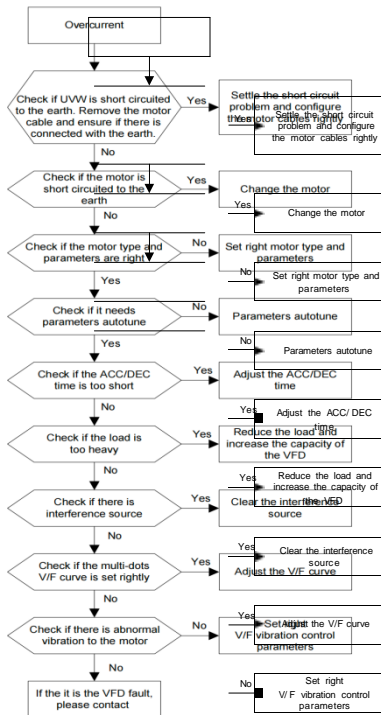 Overcurrent
Check if UVW is short circuited
to the earth. Remove the motor
cable and ensure if there is
connected with the earth.
Yes
Settle the short circuit
problem and configure
the motor cables rightly
Yes
Settle the short circuit
problem and configure
the motor cables rightly
No
Check if the motor is
short circuited to the
earth
Yes
Change the motor
Yes
Change the motor
No
Check if the motor type and
parameters are right
No
Set right motor type and
parameters
No
Set right motor type and
parameters
Yes
Check if it needs
parameters autotune
No
Parameters autotune
No
Parameters autotune
Yes
Check if the ACC/DEC
time is too short
Yes
Adjust the ACC/DEC
time
Yes
Adjust the ACC/ DEC
time
No
Check if the load is
too heavy
Yes
Reduce the load and
increase the capacity of
the VFD
Yes
Reduce the load and
increase the capacity of
the VFD
No
Check if there is
interference source
Yes
Clear the interference
source
Yes
Clear the interference
source
No
Check if the multi-dots
V/F curve is set rightly
Yes
Adjust the V/F curve
Yes
Adjust the V/F curve
No
Check if there is abnormal
vibration to the motor
No
Set right
V/F vibration control
parameters
No
Set right
V/ F vibration control
parameters
No
If the it is the VFD fault,
please contact